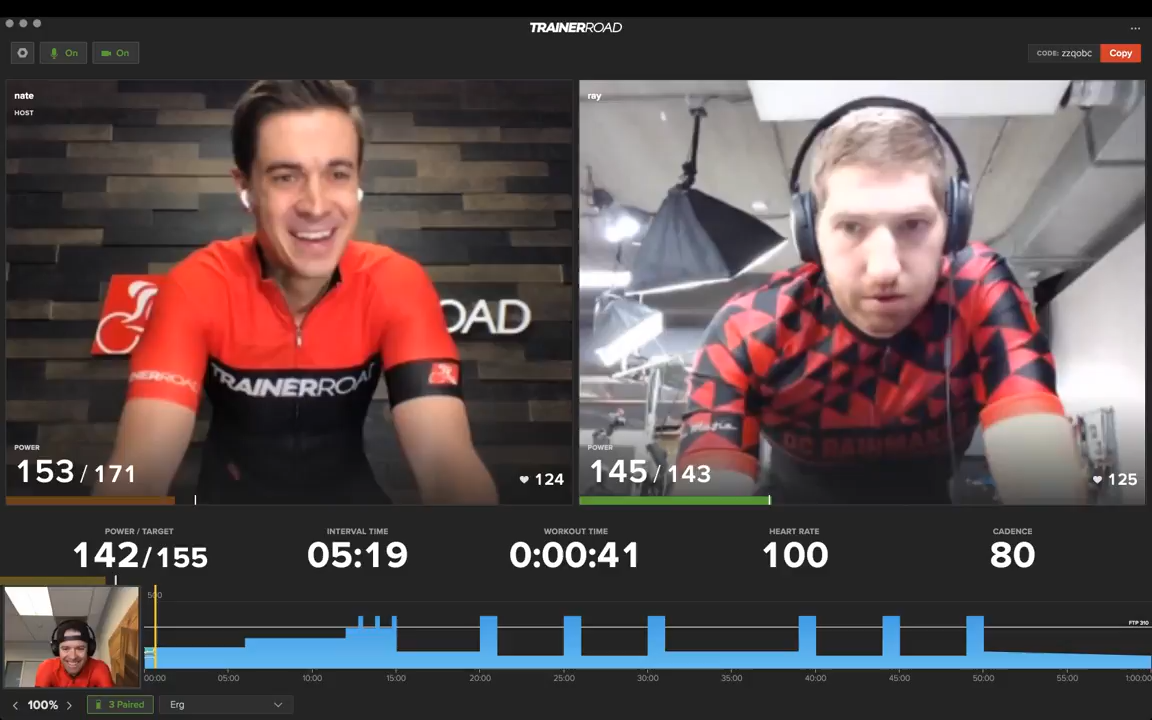 TRAINERROAD
On
On
CODE: zzqobc
Copy
nate
HOST
ray
OAD
TRAINERROAD
TRAINERROAD
Mafia
DC RAINMAKER
POWER
153 / 171
124
POWER
145 / 143
125
POWER / TARGET
142/155
INTERVAL TIME
05:19
WORKOUT TIME
0:00:41
HEART RATE
100
CADENCE
80
500
FTP 310
00:00
05:00
10:00
15:00
20:00
25:00
30:00
35:00
40:00
45:00
50:00
55:00
1:00:00
100%
3 Paired
Erg